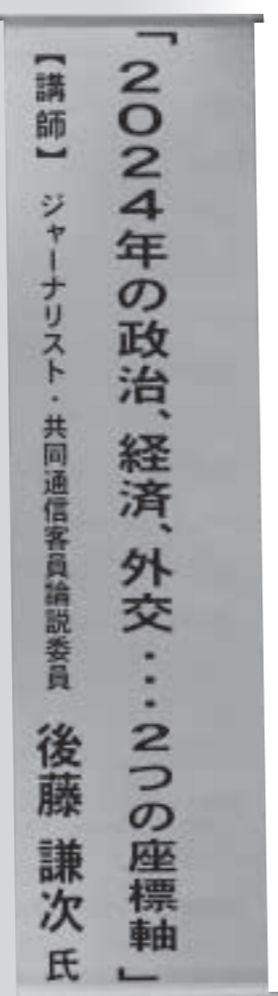 「2024年の政治、経済、外交・・・2つの座標軸」
【講師】 ジャーナリスト・共同通信客員論説委員 後藤 謙次 氏